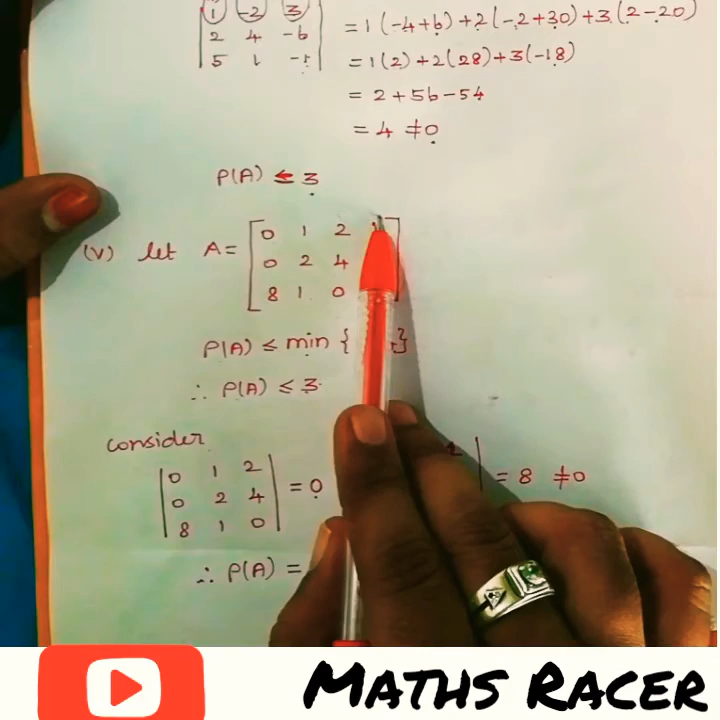 |1 -2 3| = 1(-4+6)+2(-2+30)+3(2-20)
|2 4 -6| = 1(2)+2(28)+3(-18)
|5 1 -1|
= 2+56-54
= 4 ≠0
ρ(A) ≤ 3
(V) let A= [0 1 2
0 2 4
8 1 0
ρ(A) ≤ min { }
∴ ρ(A) ≤ 3
consider
|0 1 2|
|0 2 4| = 0
|8 1 0|
= 8 ≠0
∴ ρ(A) =
MATHS RACER